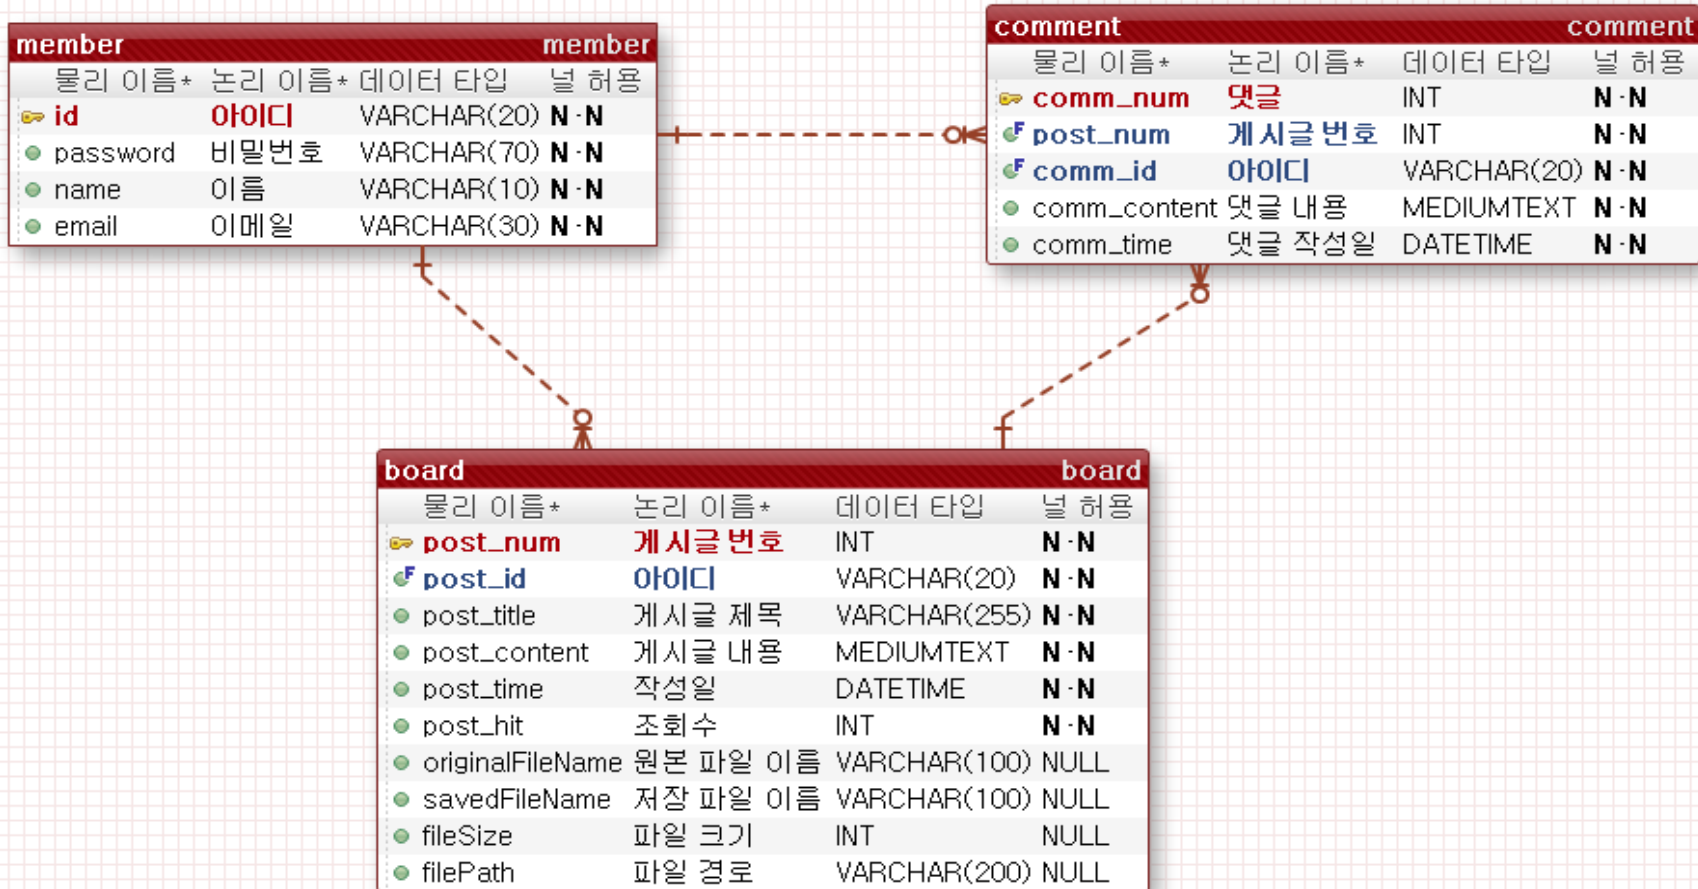 member member
물리 이름* 논리 이름* 데이터 타입 널 허용
id 아이디 VARCHAR(20) N·N
password 비밀번호 VARCHAR(70) N·N
name 이름 VARCHAR(10) N·N
email 이메일 VARCHAR(30) N·N
comment comment
물리 이름* 논리 이름* 데이터 타입 널 허용
comm_num 댓글 INT N·N
post_num 게시글번호 INT N·N
comm_id 아이디 VARCHAR(20) N·N
comm_content 댓글 내용 MEDIUMTEXT N·N
comm_time 댓글 작성일 DATETIME N·N
board board
물리 이름* 논리 이름* 데이터 타입 널 허용
post_num 게시글번호 INT N·N
post_id 아이디 VARCHAR(20) N·N
post_title 게시글 제목 VARCHAR(255) N·N
post_content 게시글 내용 MEDIUMTEXT N·N
post_time 작성일 DATETIME N·N
post_hit 조회수 INT N·N
originalFileName 원본 파일 이름 VARCHAR(100) NULL
savedFileName 저장 파일 이름 VARCHAR(100) NULL
fileSize 파일 크기 INT NULL
filePath 파일 경로 VARCHAR(200) NULL